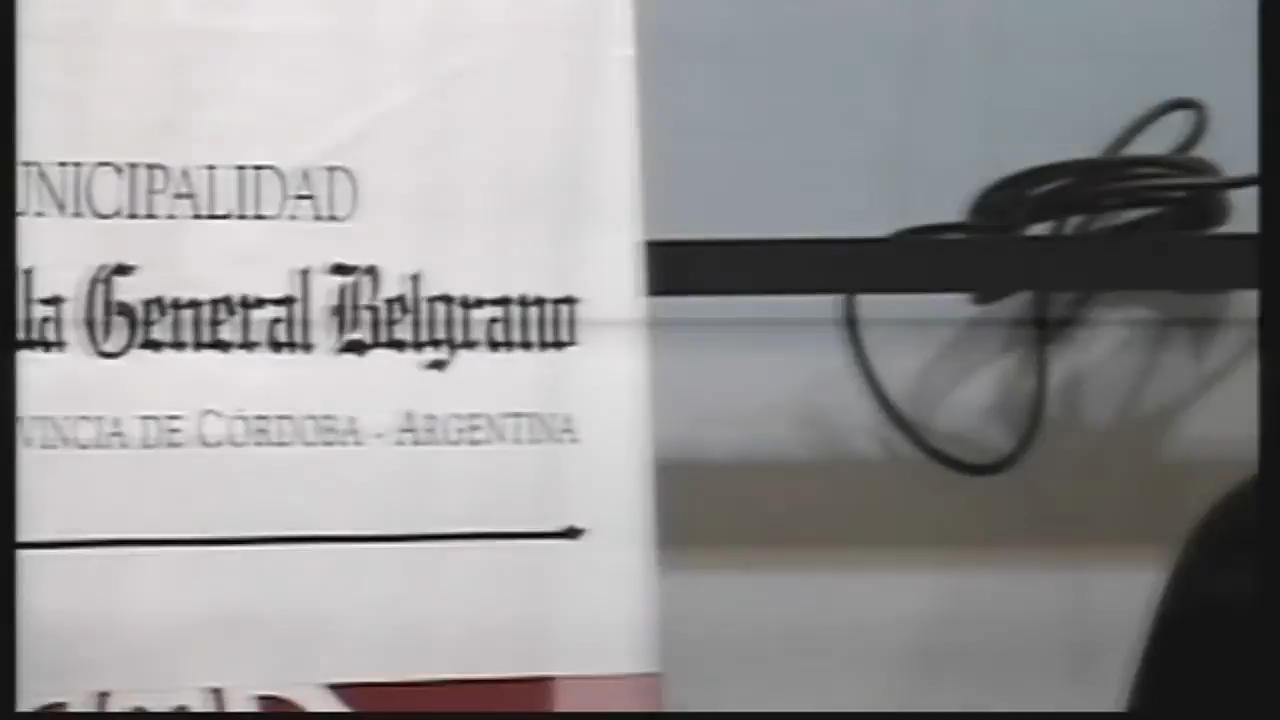 UNICIPALIDAD
la General Belgrano
VINCIA DE CÓRDOBA - ARGENTINA